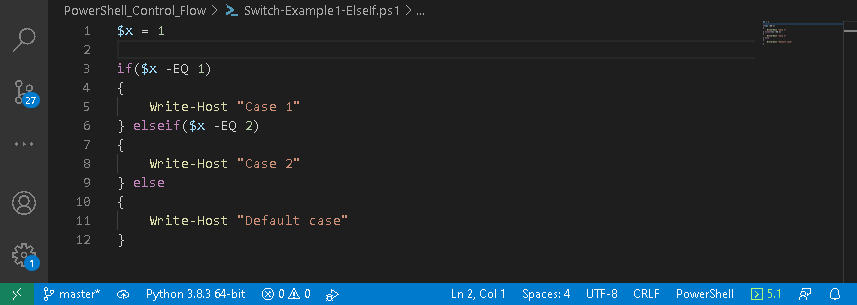 PowerShell_Control_Flow > Switch-Example1-ElseIf.ps1 > ...
1 $x = 1
2
3 if($x -EQ 1)
4 {
5 Write-Host "Case 1"
6 } elseif($x -EQ 2)
7 {
8 Write-Host "Case 2"
9 } else
10 {
11 Write-Host "Default case"
12 }
27
1
master* Python 3.8.3 64-bit 0 0 Ln 2, Col 1 Spaces: 4 UTF-8 CRLF PowerShell 5.1